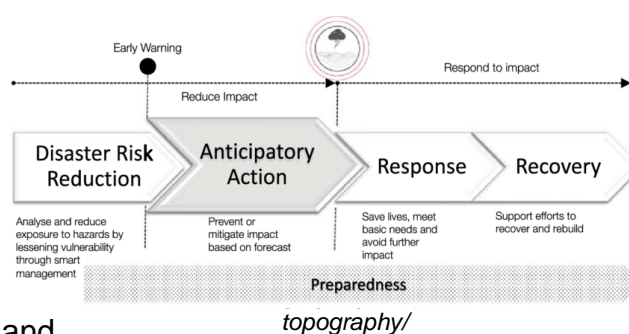 Early Warning
Respond to impact
Reduce Impact
Disaster Risk
Reduction
Anticipatory
Action
Response
Recovery
Analyse and reduce
exposure to hazards by
lessening vulnerability
through smart
management
Prevent or
mitigate impact
based on forecast
Save lives, meet
basic needs and
avoid further
impact
Support efforts to
recover and rebuild
Preparedness
topography/
and